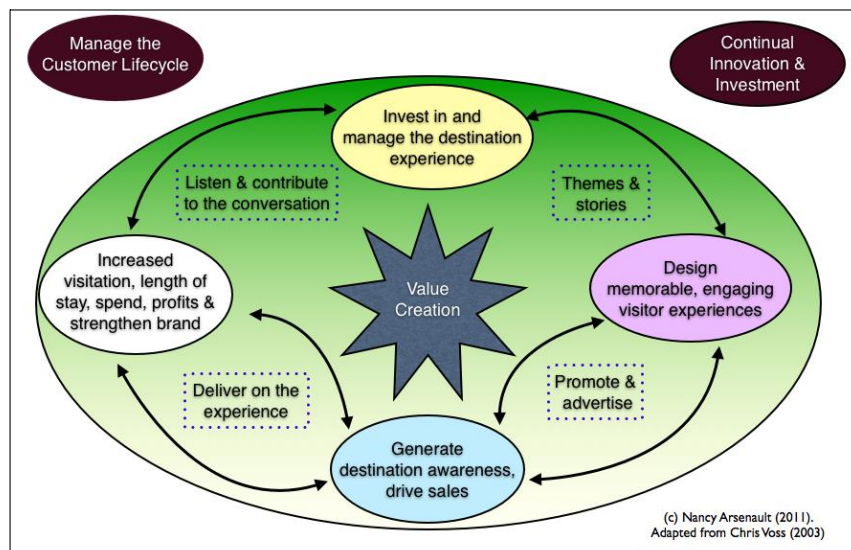 Manage the
Customer Lifecycle
Continual
Innovation &
Investment
Invest in and
manage the destination
experience
Listen & contribute
to the conversation
Themes &
stories
Increased
visitation, length of
stay, spend, profits &
strengthen brand
Value
Creation
Design
memorable, engaging
visitor experiences
Deliver on the
experience
Promote &
advertise
Generate
destination awareness,
drive sales
(c) Nancy Arsenault (2011).
Adapted from Chris Voss (2003)